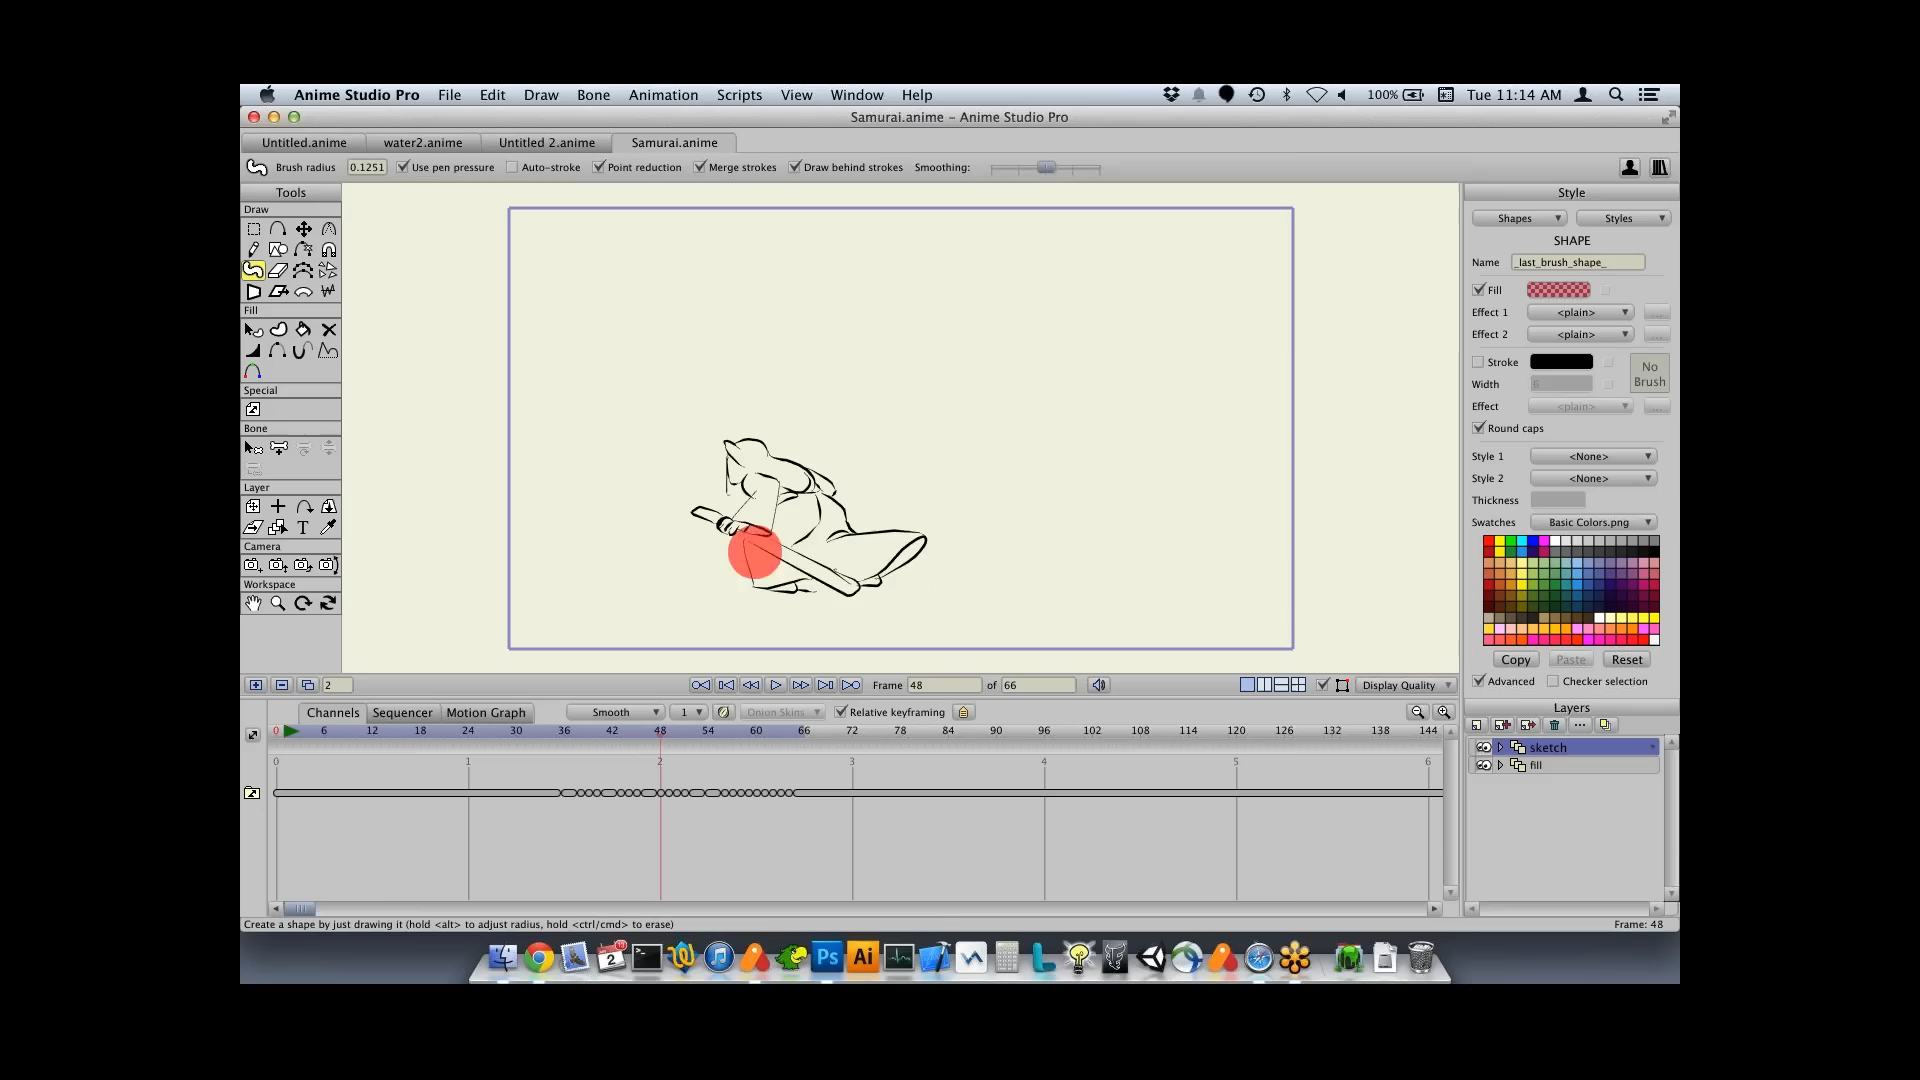 Anime Studio Pro File Edit Draw Bone Animation Scripts View Window Help 100% Tue 11:14 AM
Samurai.anime – Anime Studio Pro
Untitled.anime water2.anime Untitled 2.anime Samurai.anime
Brush radius 0.1251 Use pen pressure Auto-stroke Point reduction Merge strokes Draw behind strokes Smoothing:
Tools
Draw
Fill
Special
Bone
Layer
T
Camera
Workspace
Style
Shapes Styles
SHAPE
Name _last_brush_shape_
Fill
Effect 1 <plain> ...
Effect 2 <plain> ...
Stroke
No Brush
Width 6
Effect <plain> ...
Round caps
Style 1 <None>
Style 2 <None>
Thickness
Swatches Basic Colors.png
Copy Paste Reset
Advanced Checker selection
2 Frame 48 of 66 Display Quality
Channels Sequencer Motion Graph Smooth 1 Onion Skins Relative keyframing
0 6 12 18 24 30 36 42 48 54 60 66 72 78 84 90 96 102 108 114 120 126 132 138 144
0 1 2 3 4 5 6
Layers
sketch
fill
Create a shape by just drawing it (hold <alt> to adjust radius, hold <ctrl/cmd> to erase) Frame: 48
2 Ps Ai